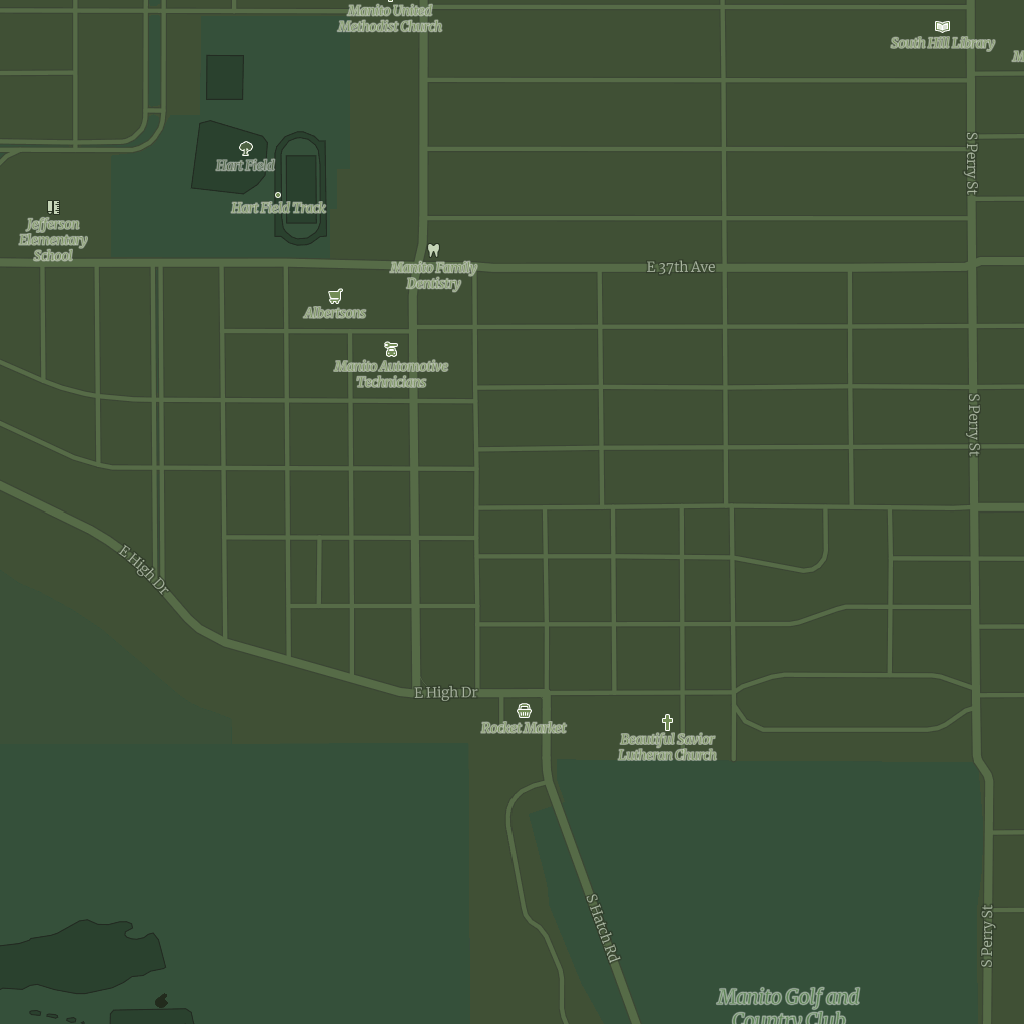 Manito United
Methodist Church
South Hill Library
M
Hart Field
S Perry St
Hart Field Track
Jefferson
Elementary
School
Manito Family
Dentistry
E 37th Ave
Albertsons
Manito Automotive
Technicians
S Perry St
E High Dr
E High Dr
Rocket Market
Beautiful Savior
Lutheran Church
S Hatch Rd
S Perry St
Manito Golf and
Country Club